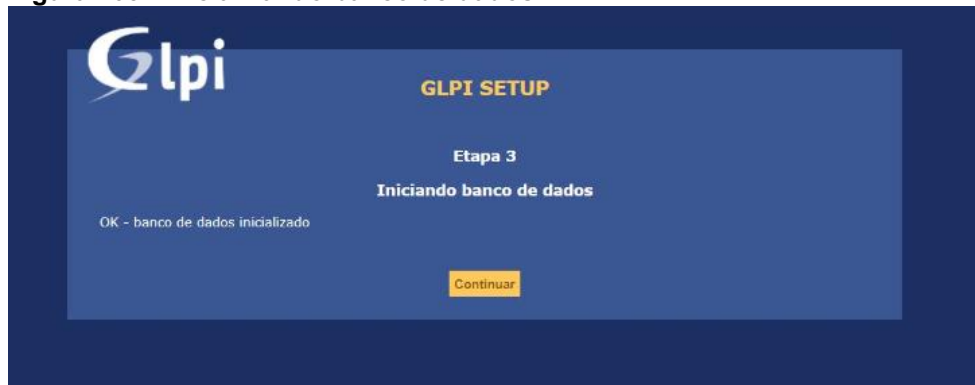 Glpi
GLPI SETUP
Etapa 3
Iniciando banco de dados
OK - banco de dados inicializado
Continuar